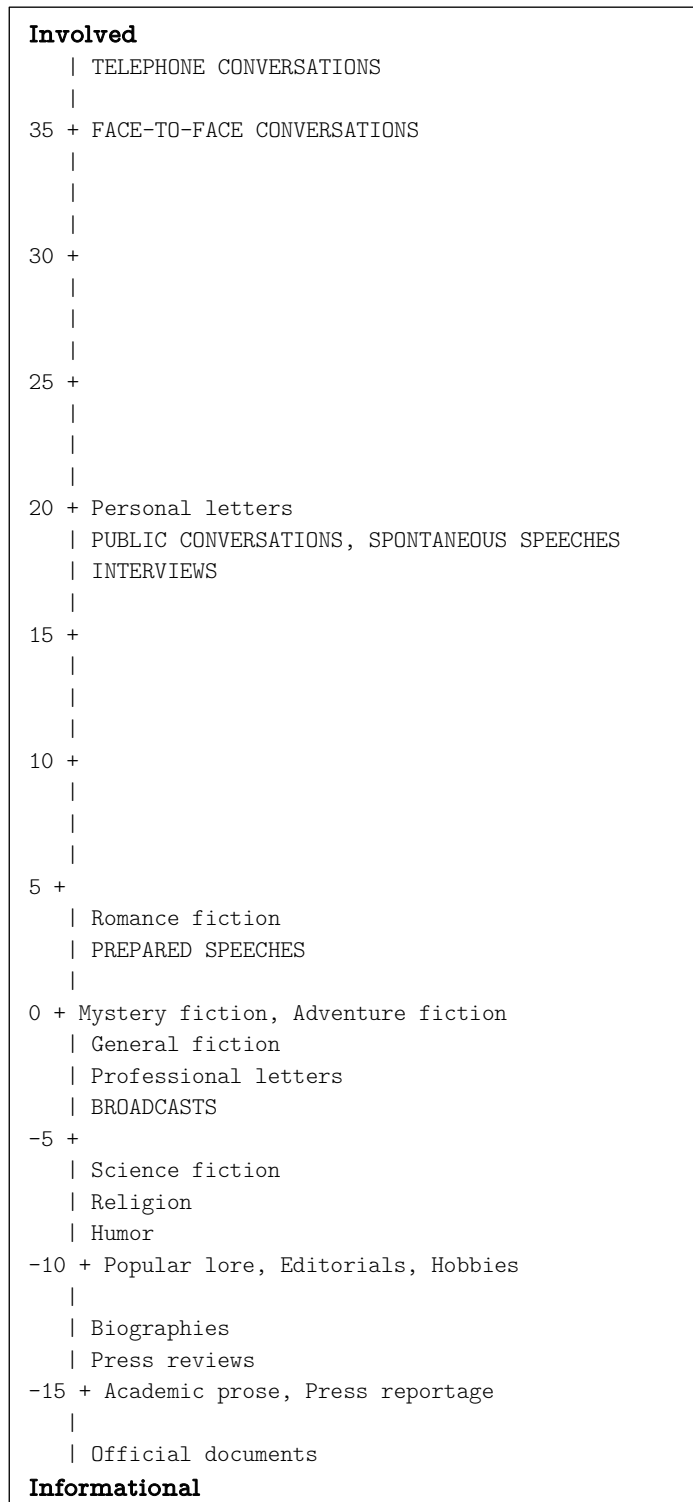 Involved
| TELEPHONE CONVERSATIONS
|
35 + FACE-TO-FACE CONVERSATIONS
|
|
|
30 +
|
|
|
25 +
|
|
|
20 + Personal letters
| PUBLIC CONVERSATIONS, SPONTANEOUS SPEECHES
| INTERVIEWS
|
15 +
|
|
|
10 +
|
|
|
5 +
| Romance fiction
| PREPARED SPEECHES
|
0 + Mystery fiction, Adventure fiction
| General fiction
| Professional letters
| BROADCASTS
-5 +
| Science fiction
| Religion
| Humor
-10 + Popular lore, Editorials, Hobbies
|
| Biographies
| Press reviews
-15 + Academic prose, Press reportage
|
| Official documents
Informational